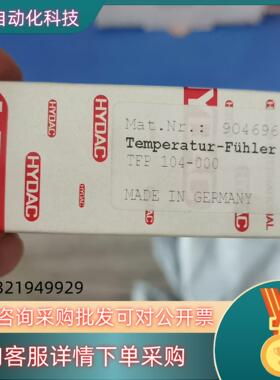 自动化科技
HYDAC
HYDAC
Mat.Nr.: 904696
Temperatur-Fühler
TFP 104-000
MADE IN GERMANY
321949929
咨询采购批发可对公开票
客服详情下单采购